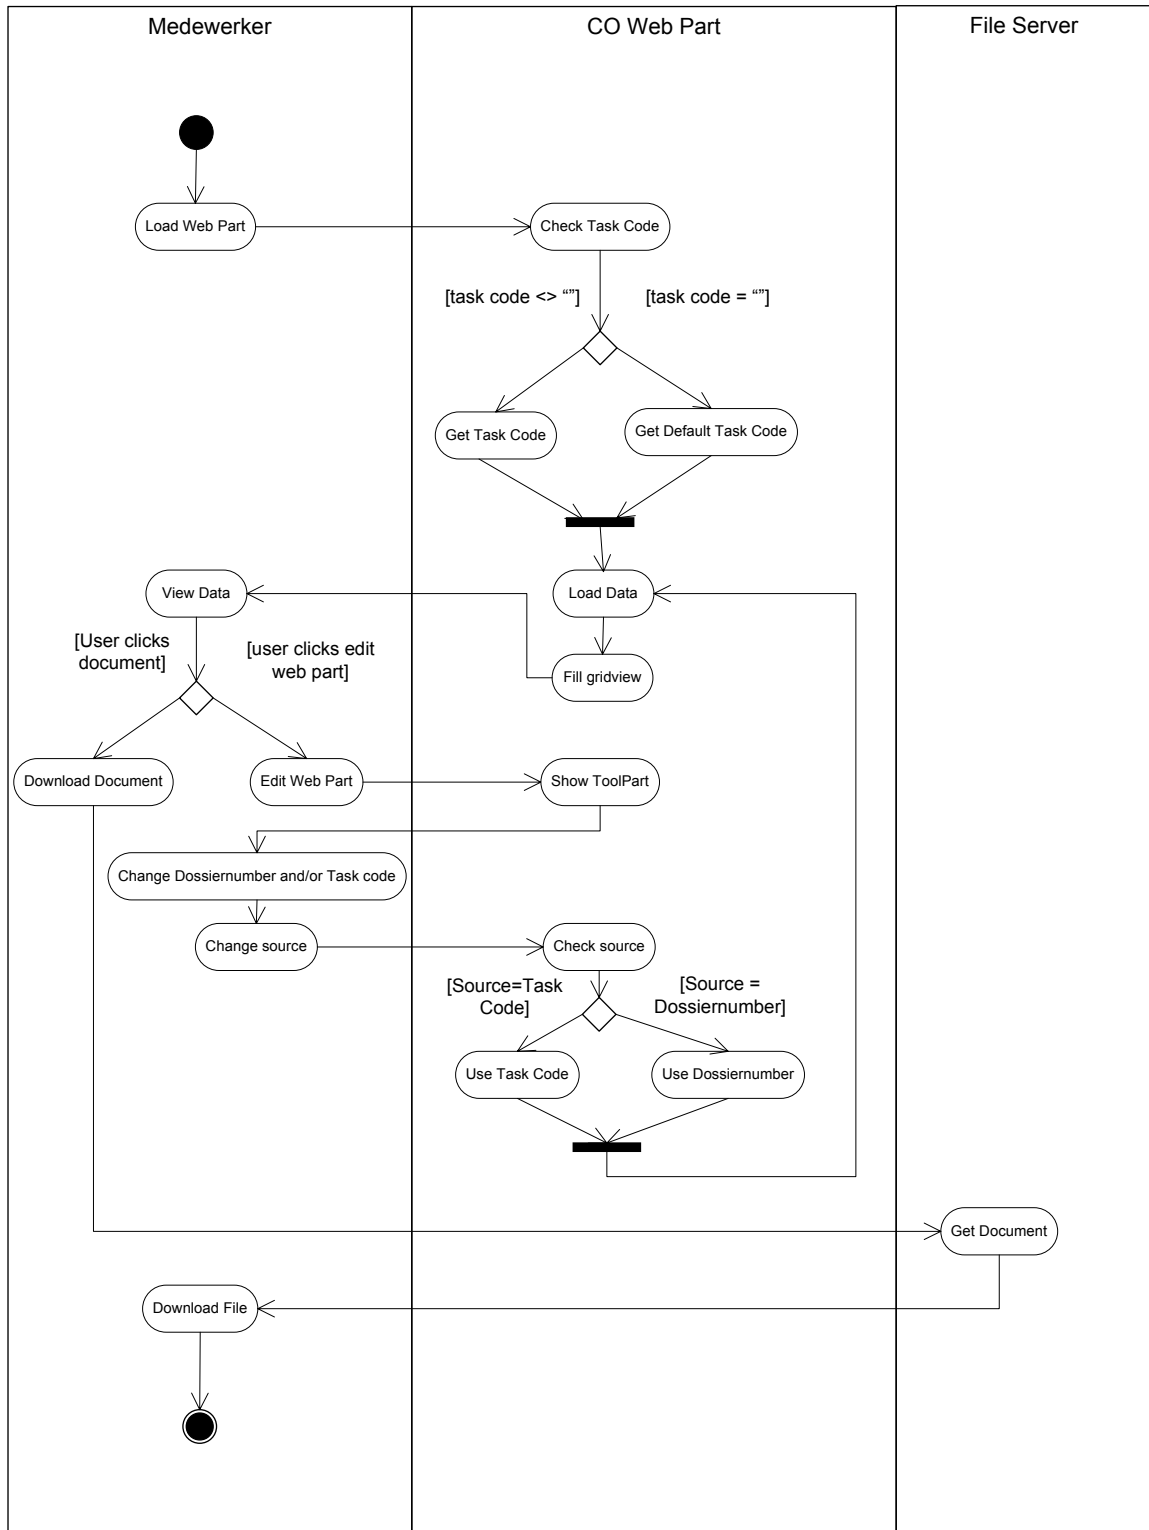 Medewerker
CO Web Part
File Server
Load Web Part
Check Task Code
[task code <> “”]
[task code = “”]
Get Task Code
Get Default Task Code
View Data
Load Data
[User clicks
document]
[user clicks edit
web part]
Fill gridview
Download Document
Edit Web Part
Show ToolPart
Change Dossiernumber and/or Task code
Change source
Check source
[Source=Task
Code]
[Source =
Dossiernumber]
Use Task Code
Use Dossiernumber
Get Document
Download File